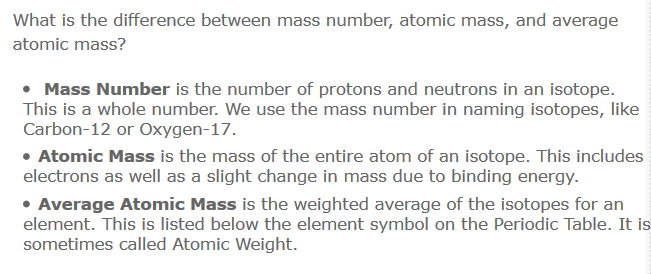 What is the difference between mass number, atomic mass, and average
atomic mass?
• Mass Number is the number of protons and neutrons in an isotope.
This is a whole number. We use the mass number in naming isotopes, like
Carbon-12 or Oxygen-17.
• Atomic Mass is the mass of the entire atom of an isotope. This includes
electrons as well as a slight change in mass due to binding energy.
• Average Atomic Mass is the weighted average of the isotopes for an
element. This is listed below the element symbol on the Periodic Table. It is
sometimes called Atomic Weight.